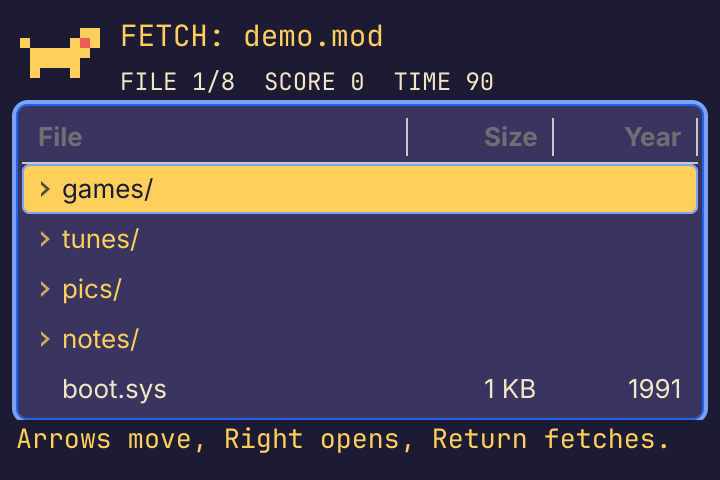 FETCH: demo.mod
FILE 1/8 SCORE 0 TIME 90
File Size Year
> games/
> tunes/
> pics/
> notes/
boot.sys 1 KB 1991
Arrows move, Right opens, Return fetches.